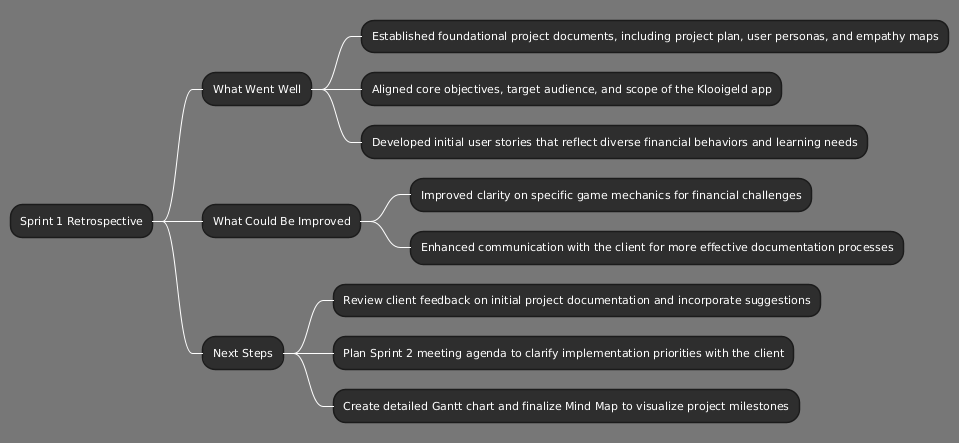 Sprint 1 Retrospective
What Went Well
Established foundational project documents, including project plan, user personas, and empathy maps
Aligned core objectives, target audience, and scope of the Klooigeld app
Developed initial user stories that reflect diverse financial behaviors and learning needs
What Could Be Improved
Improved clarity on specific game mechanics for financial challenges
Enhanced communication with the client for more effective documentation processes
Next Steps
Review client feedback on initial project documentation and incorporate suggestions
Plan Sprint 2 meeting agenda to clarify implementation priorities with the client
Create detailed Gantt chart and finalize Mind Map to visualize project milestones